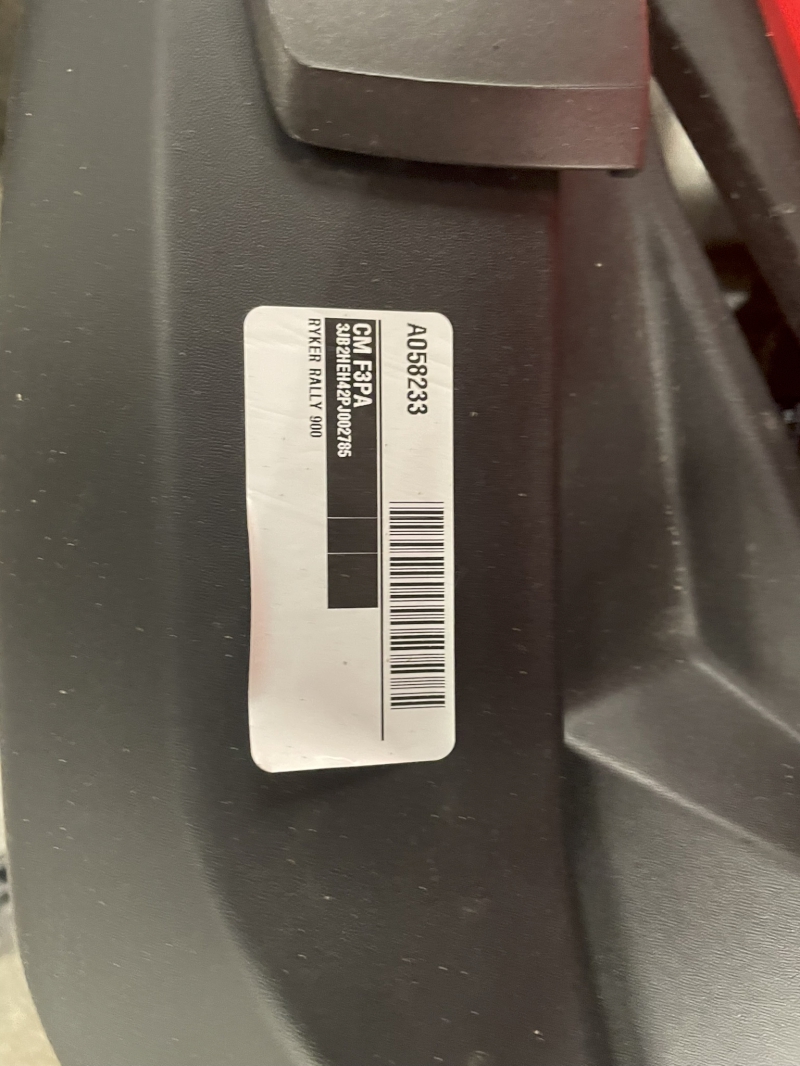 A058233
CM F3PA
3JB2HEH42PJ002785
RYKER RALLY 900